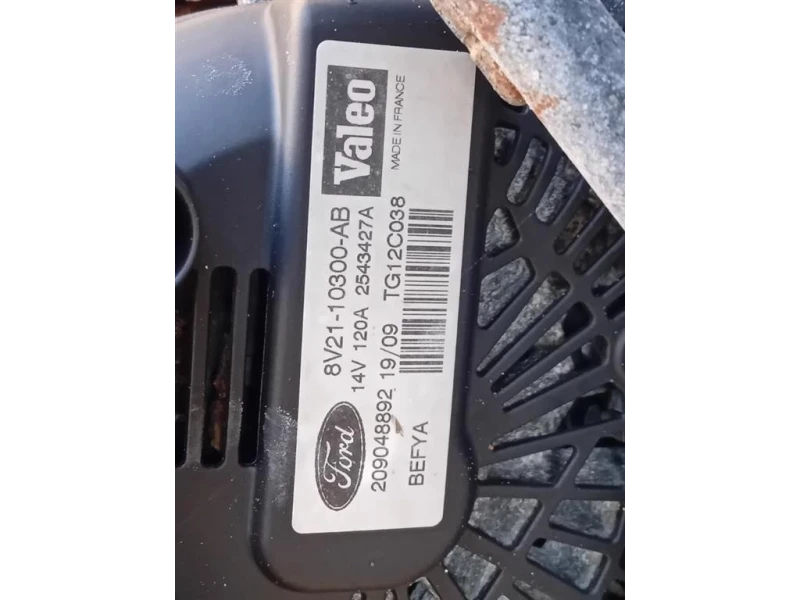 Valeo
MADE IN FRANCE
Ford
8V21-10300-AB
14V 120A 2543427A
209048892 19/09 TG12C038
BEFYA